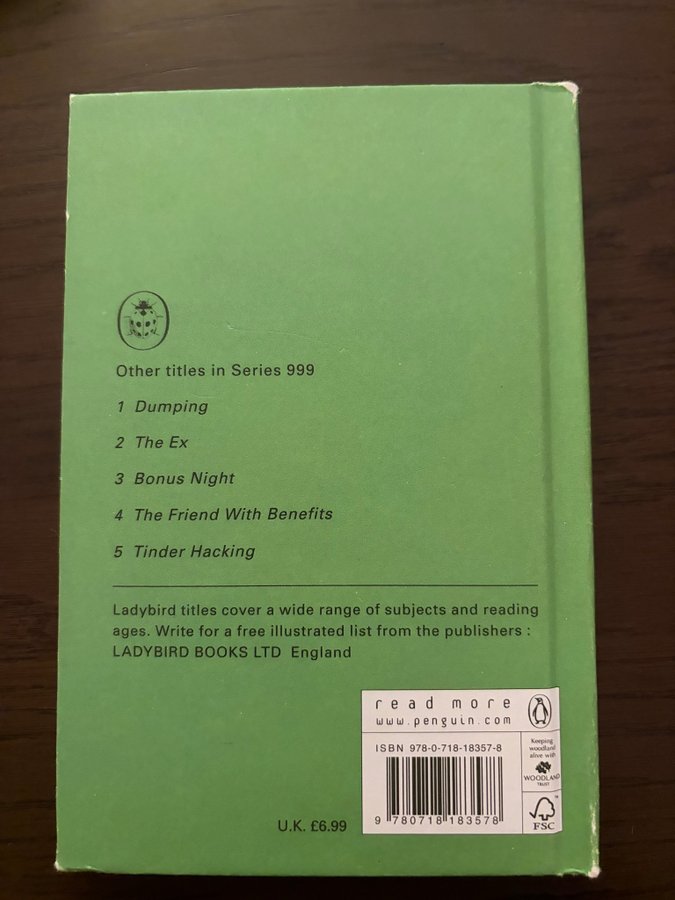 Other titles in Series 999
1 Dumping
2 The Ex
3 Bonus Night
4 The Friend With Benefits
5 Tinder Hacking
Ladybird titles cover a wide range of subjects and reading
ages. Write for a free illustrated list from the publishers :
LADYBIRD BOOKS LTD England
read more
www.penguin.com
ISBN 978-0-718-18357-8
9 780718 183578
Keeping
woodland
alive with
WOODLAND
TRUST
FSC
™
U.K. £6.99